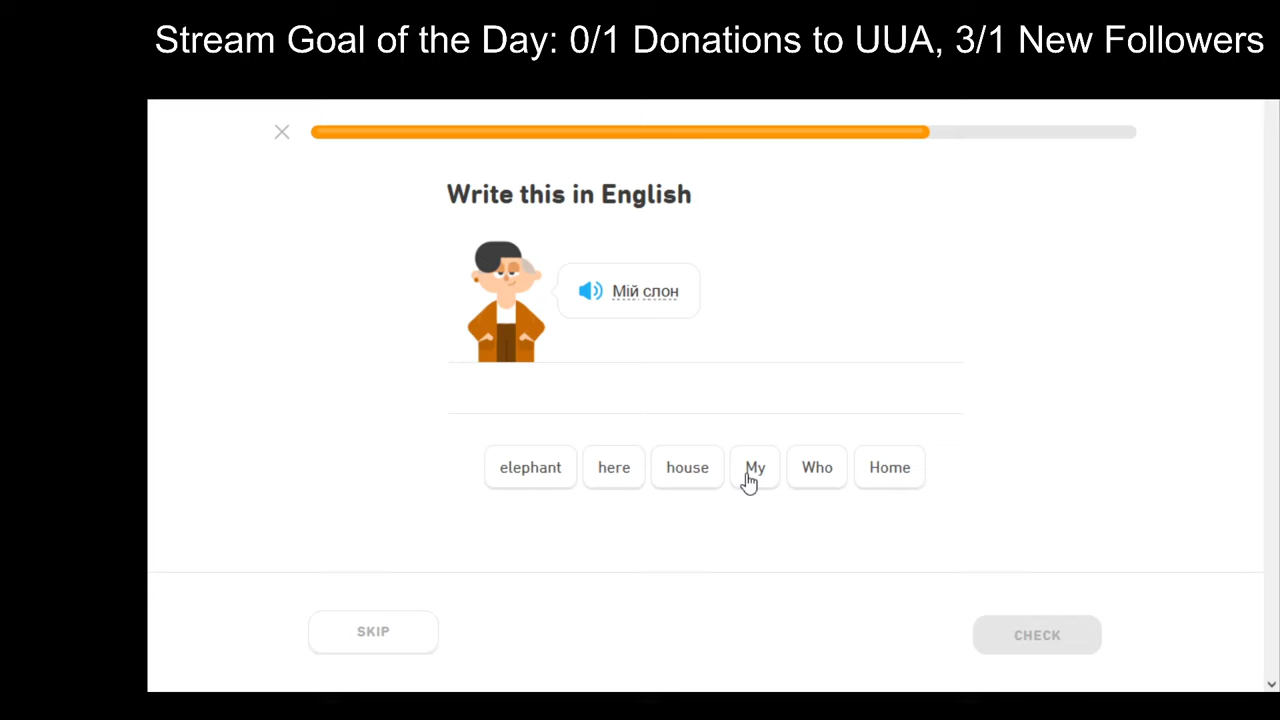 Stream Goal of the Day: 0/1 Donations to UUA, 3/1 New Followers
Write this in English
Мій слон
elephant here house My Who Home
SKIP CHECK